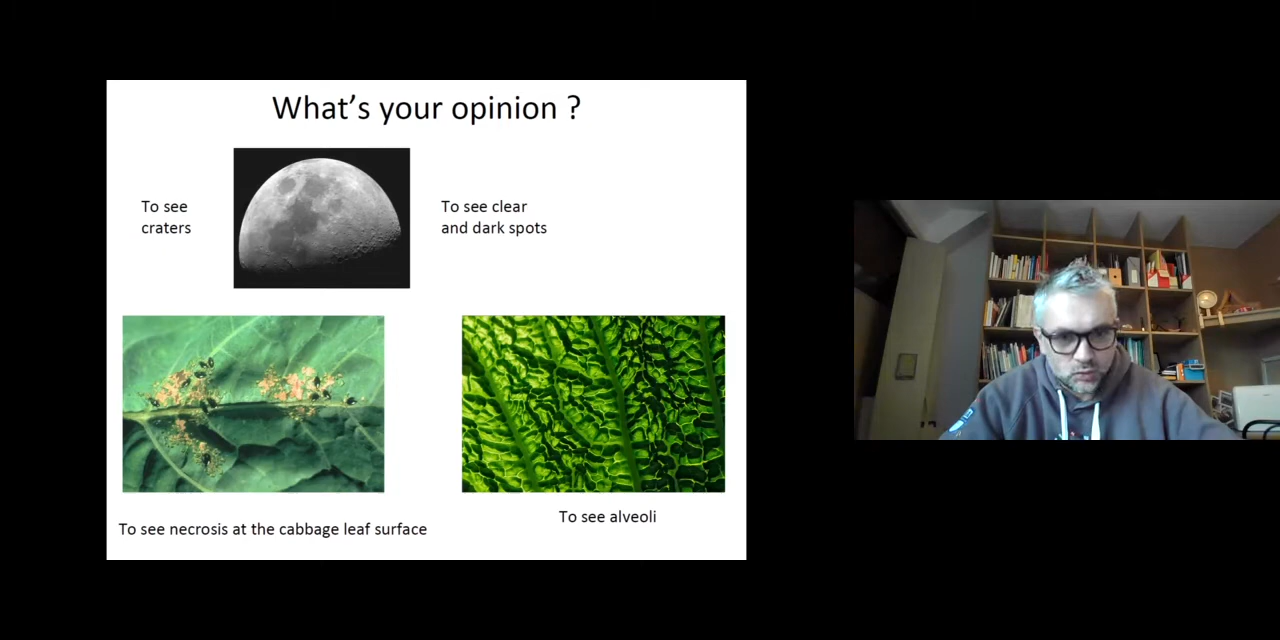 What's your opinion ?
To see
craters
To see clear
and dark spots
To see necrosis at the cabbage leaf surface
To see alveoli